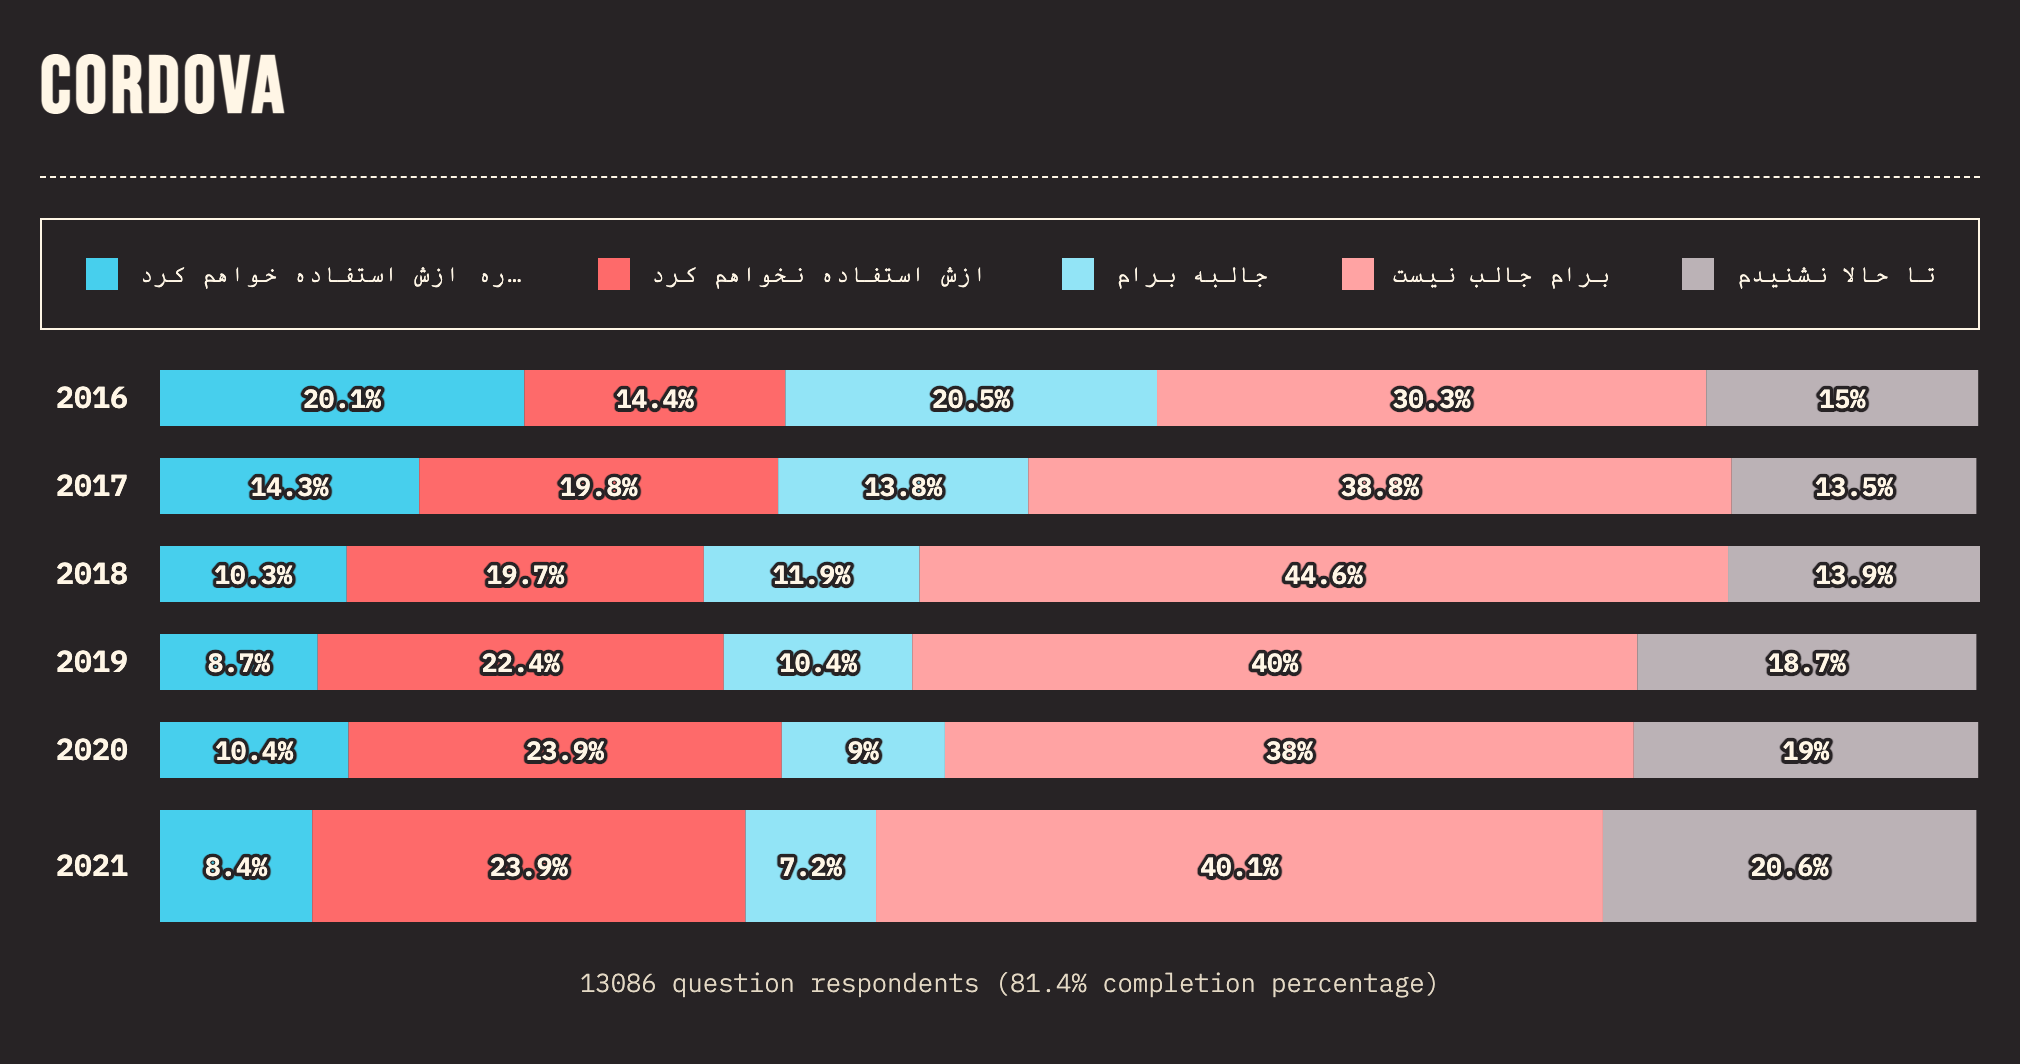 CORDOVA
…ره ازش استفاده خواهم کرد
ازش استفاده نخواهم کرد
جالبه برام
برام جالب نیست
تا حالا نشنیدم
2016 20.1% 14.4% 20.5% 30.3% 15%
2017 14.3% 19.8% 13.8% 38.8% 13.5%
2018 10.3% 19.7% 11.9% 44.6% 13.9%
2019 8.7% 22.4% 10.4% 40% 18.7%
2020 10.4% 23.9% 9% 38% 19%
2021 8.4% 23.9% 7.2% 40.1% 20.6%
13086 question respondents (81.4% completion percentage)